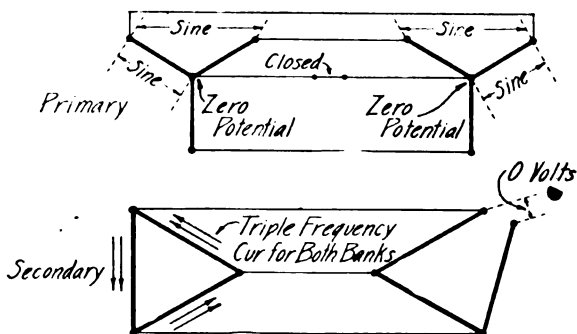 Sine
Sine
Closed
Sine
Sine
Primary
Zero
Potential
Zero
Potential
0 Volts
Triple Frequency
Cur for Both Banks
Secondary